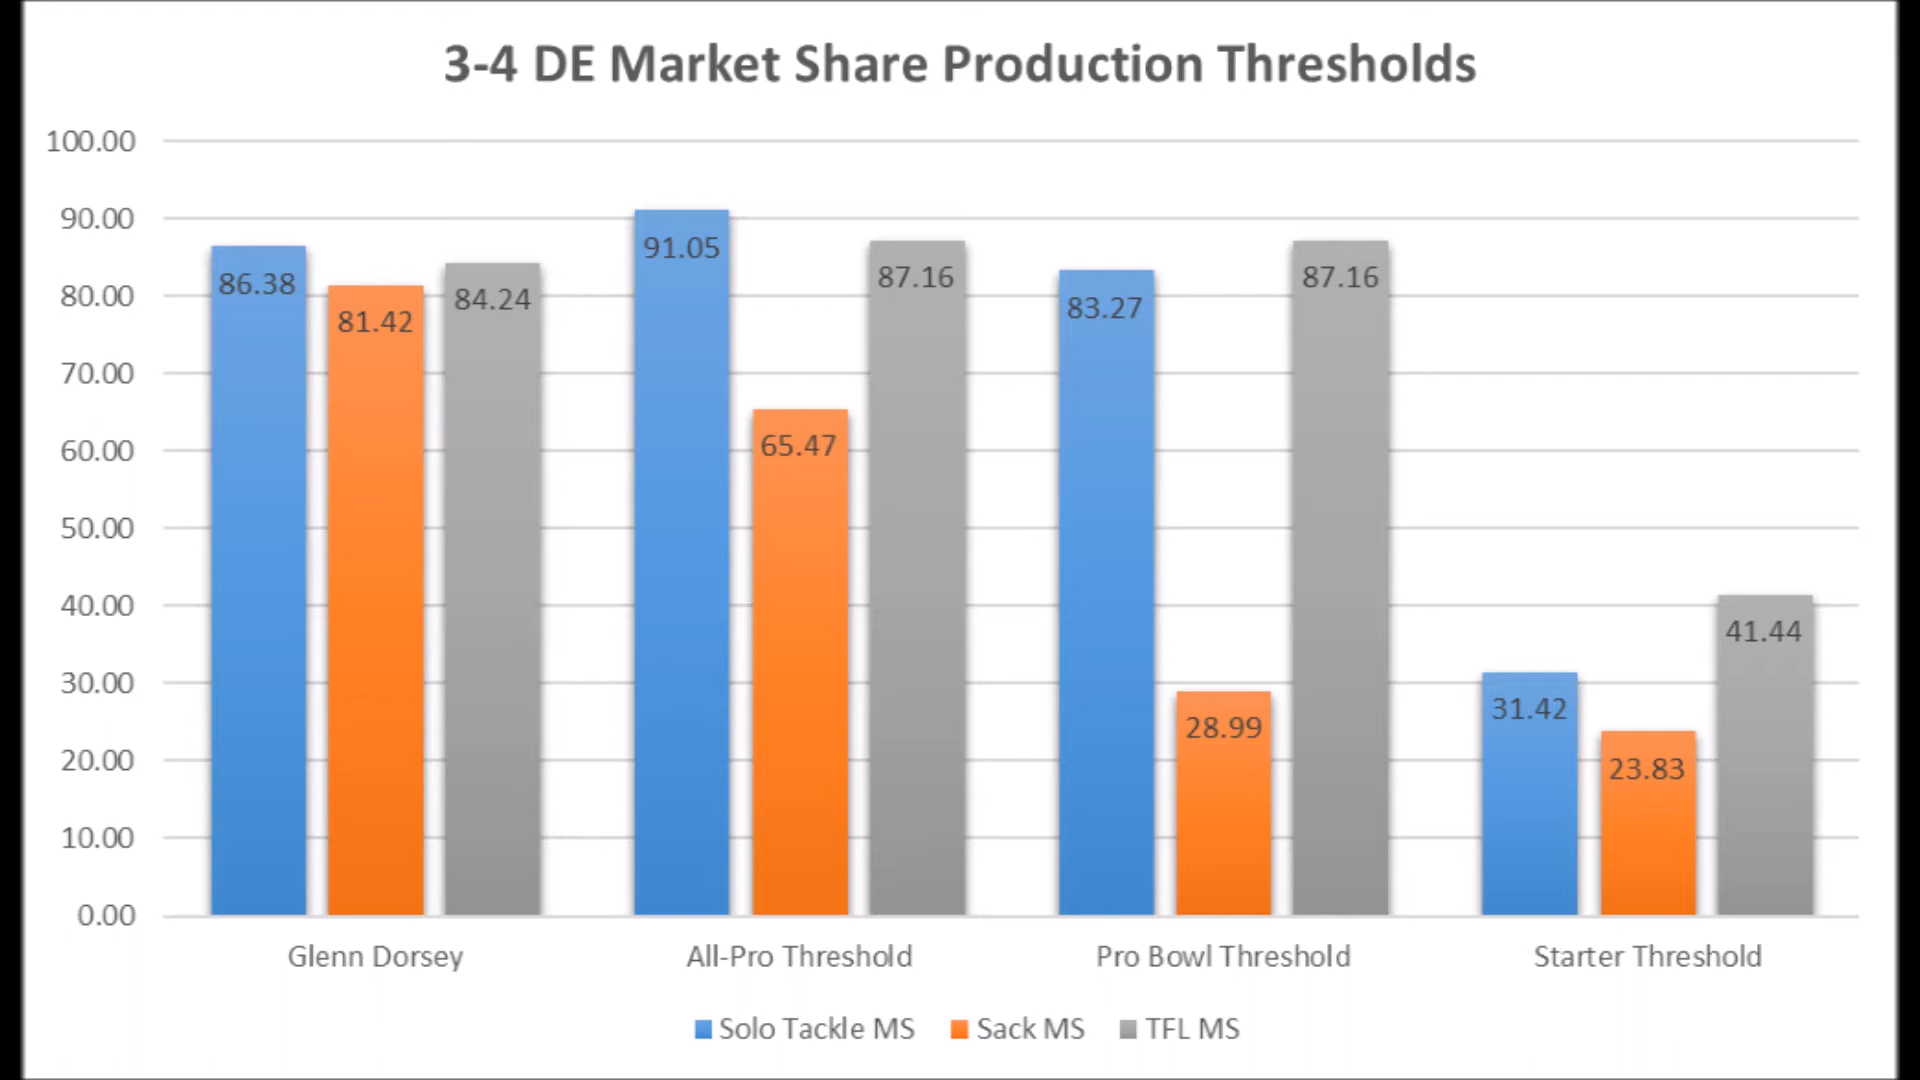 3-4 DE Market Share Production Thresholds
100.00
90.00
80.00
70.00
60.00
50.00
40.00
30.00
20.00
10.00
0.00
86.38
81.42
84.24
91.05
65.47
87.16
83.27
28.99
87.16
31.42
23.83
41.44
Glenn Dorsey
All-Pro Threshold
Pro Bowl Threshold
Starter Threshold
Solo Tackle MS
Sack MS
TFL MS